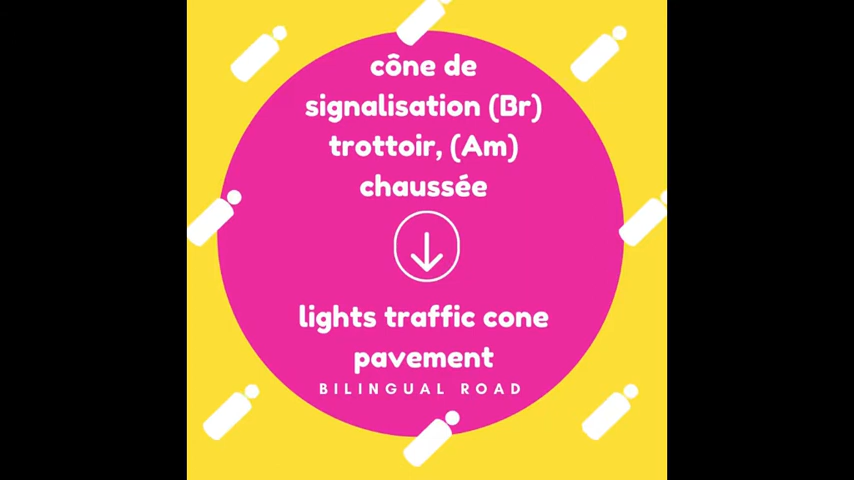 cône de
signalisation (Br)
trottoir, (Am)
chaussée
lights traffic cone
pavement
BILINGUAL ROAD